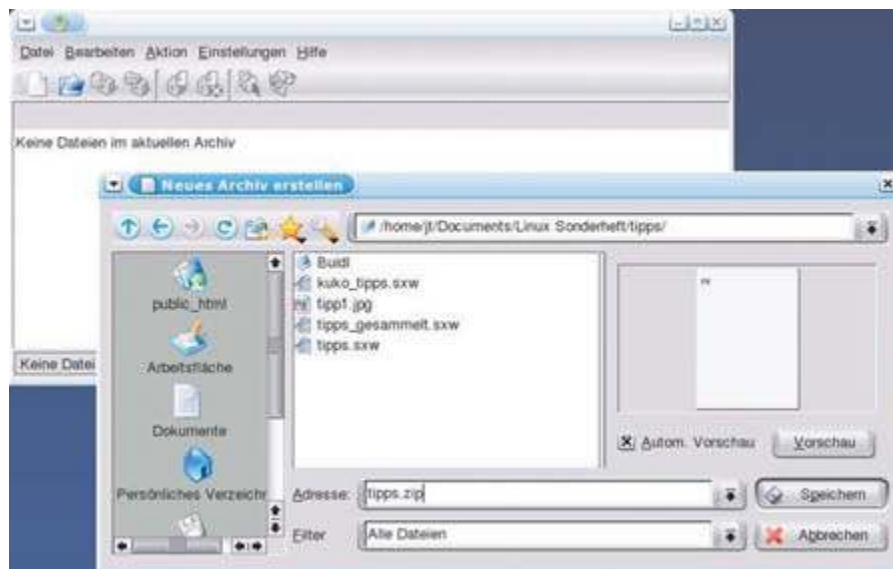 Datei Bearbeiten Aktion Einstellungen Hilfe
Keine Dateien im aktuellen Archiv
Neues Archiv erstellen
/home/jt/Documents/Linux Sonderheft/tipps/
public_html
Arbeitsfläche
Dokumente
Persönliches Verzeichn
Buidl
kuko_tipps.sxw
tipp1.jpg
tipps_gesammelt.sxw
tipps.sxw
Autom. Vorschau
Vorschau
Keine Datei
Adresse: tipps.zip
Speichern
Filter Alle Dateien
Abbrechen